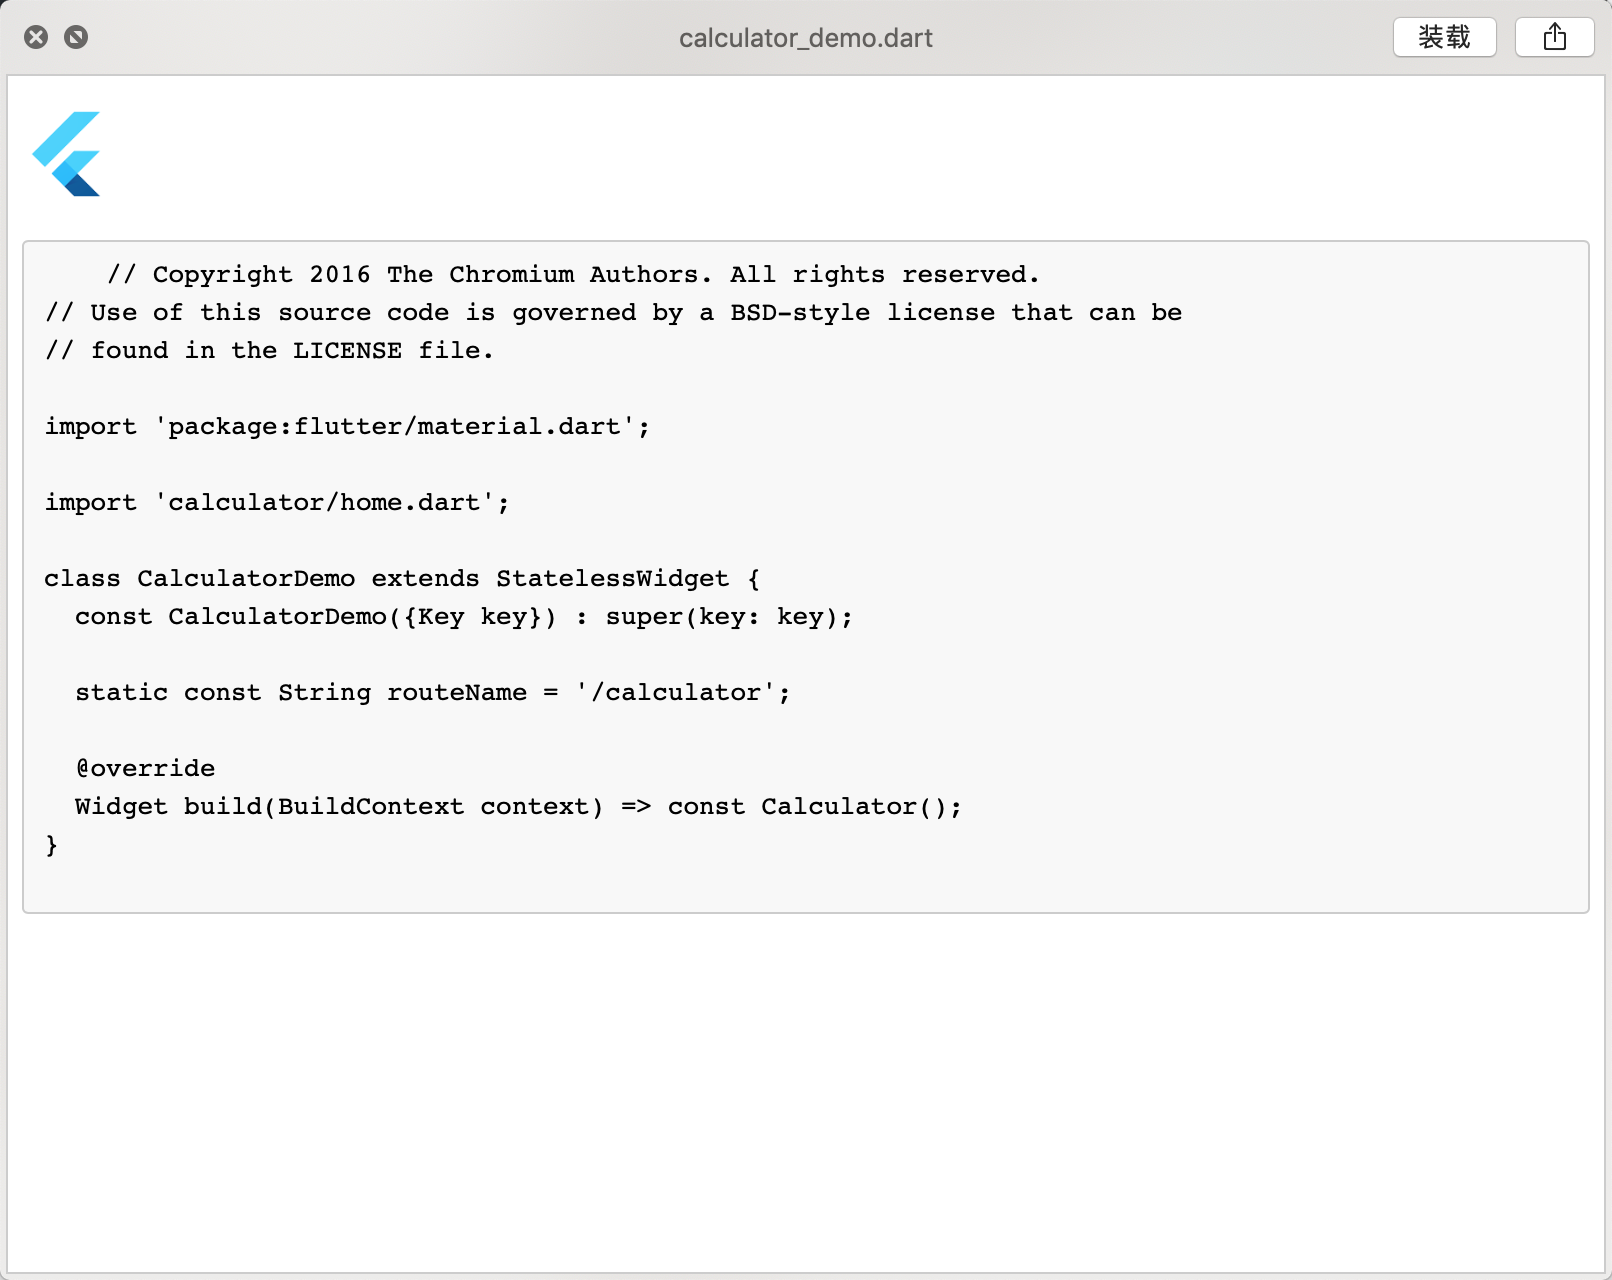 calculator_demo.dart
装载
// Copyright 2016 The Chromium Authors. All rights reserved.
// Use of this source code is governed by a BSD-style license that can be
// found in the LICENSE file.
import 'package:flutter/material.dart';
import 'calculator/home.dart';
class CalculatorDemo extends StatelessWidget {
  const CalculatorDemo({Key key}) : super(key: key);
  static const String routeName = '/calculator';
  @override
  Widget build(BuildContext context) => const Calculator();
}